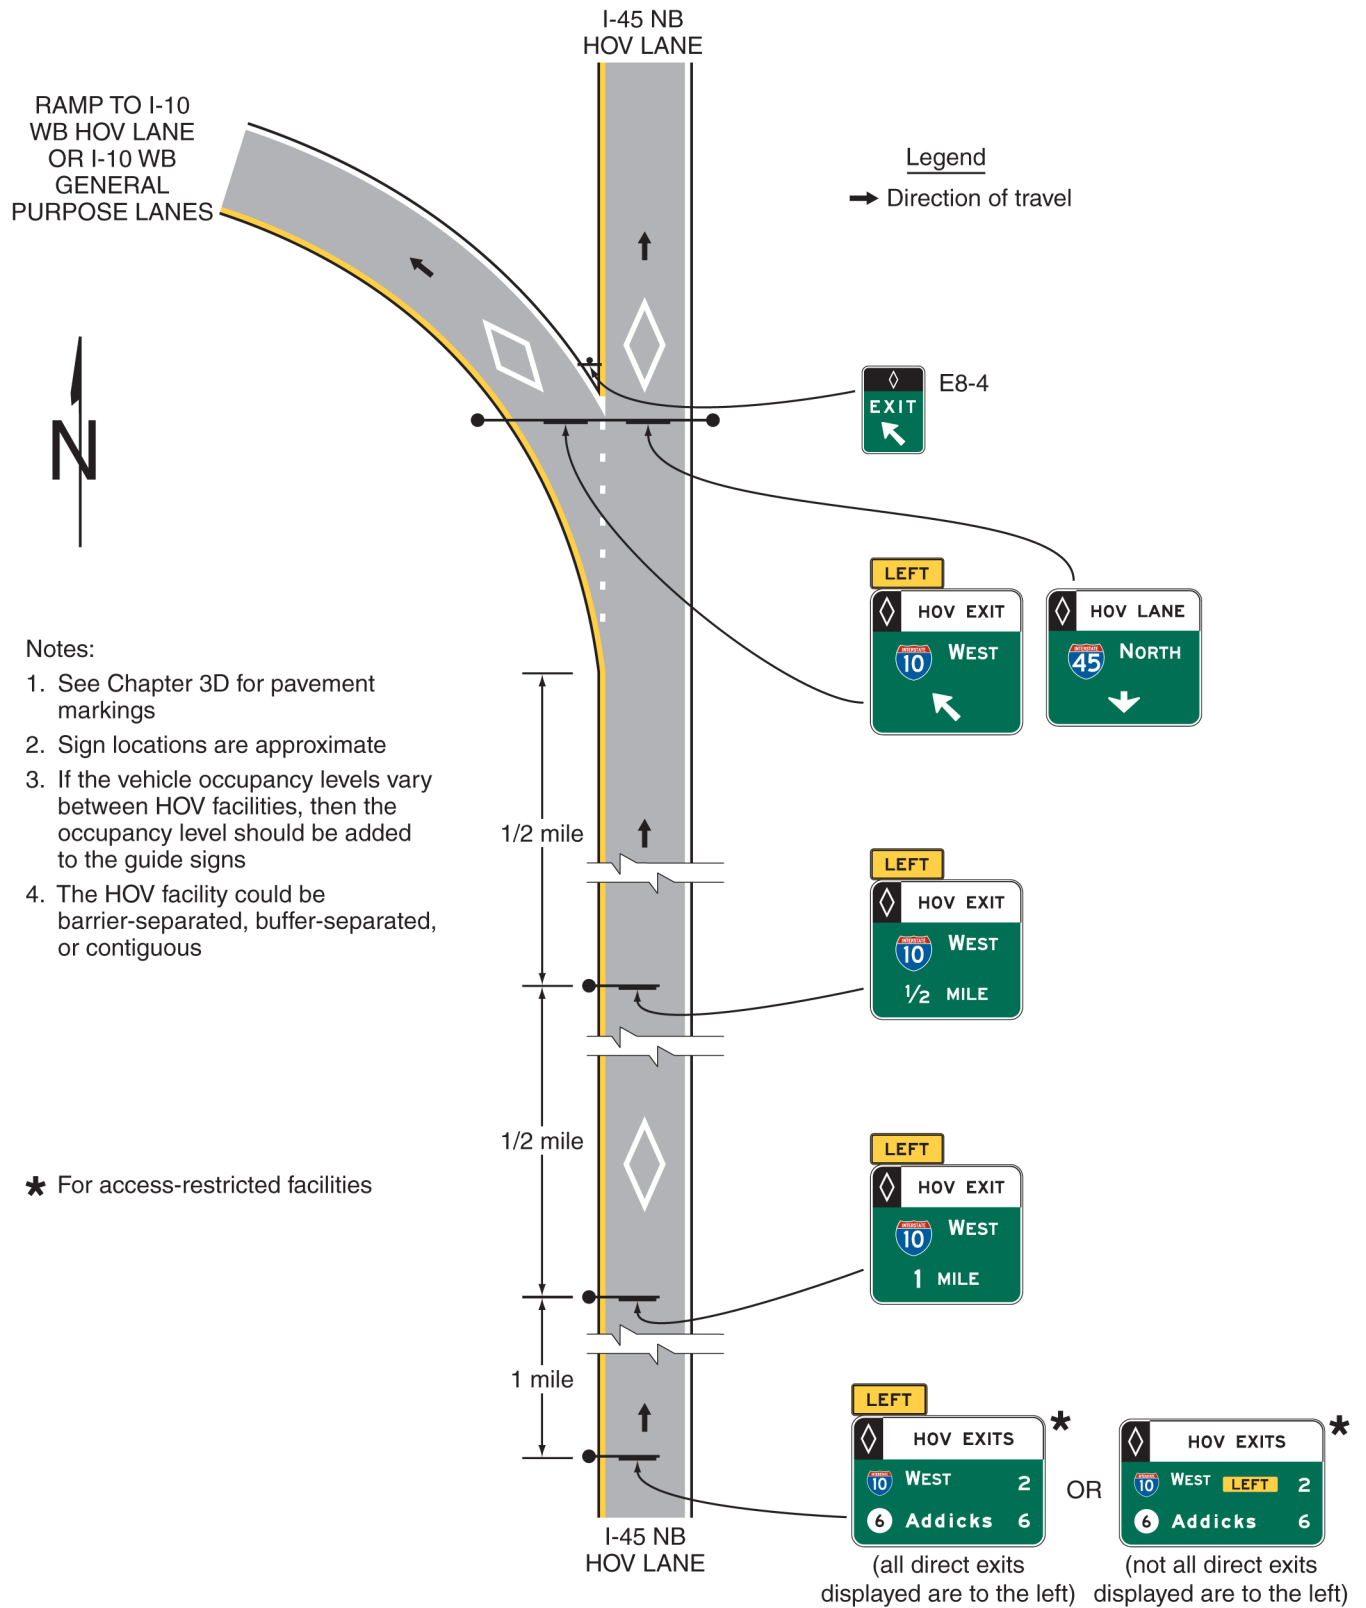 I-45 NB
HOV LANE
RAMP TO I-10
WB HOV LANE
OR I-10 WB
GENERAL
PURPOSE LANES
Legend
Direction of travel
N
EXIT
E8-4
LEFT
HOV EXIT
INTERSTATE
10
WEST
HOV LANE
INTERSTATE
45
NORTH
Notes:
1. See Chapter 3D for pavement
markings
2. Sign locations are approximate
3. If the vehicle occupancy levels vary
between HOV facilities, then the
occupancy level should be added
to the guide signs
4. The HOV facility could be
barrier-separated, buffer-separated,
or contiguous
1/2 mile
LEFT
HOV EXIT
INTERSTATE
10
WEST
1/2 MILE
1/2 mile
* For access-restricted facilities
LEFT
HOV EXIT
INTERSTATE
10
WEST
1 MILE
1 mile
LEFT
HOV EXITS *
INTERSTATE
10 WEST 2
6 Addicks 6
(all direct exits
displayed are to the left)
OR
HOV EXITS *
INTERSTATE
10 WEST LEFT 2
6 Addicks 6
(not all direct exits
displayed are to the left)
I-45 NB
HOV LANE